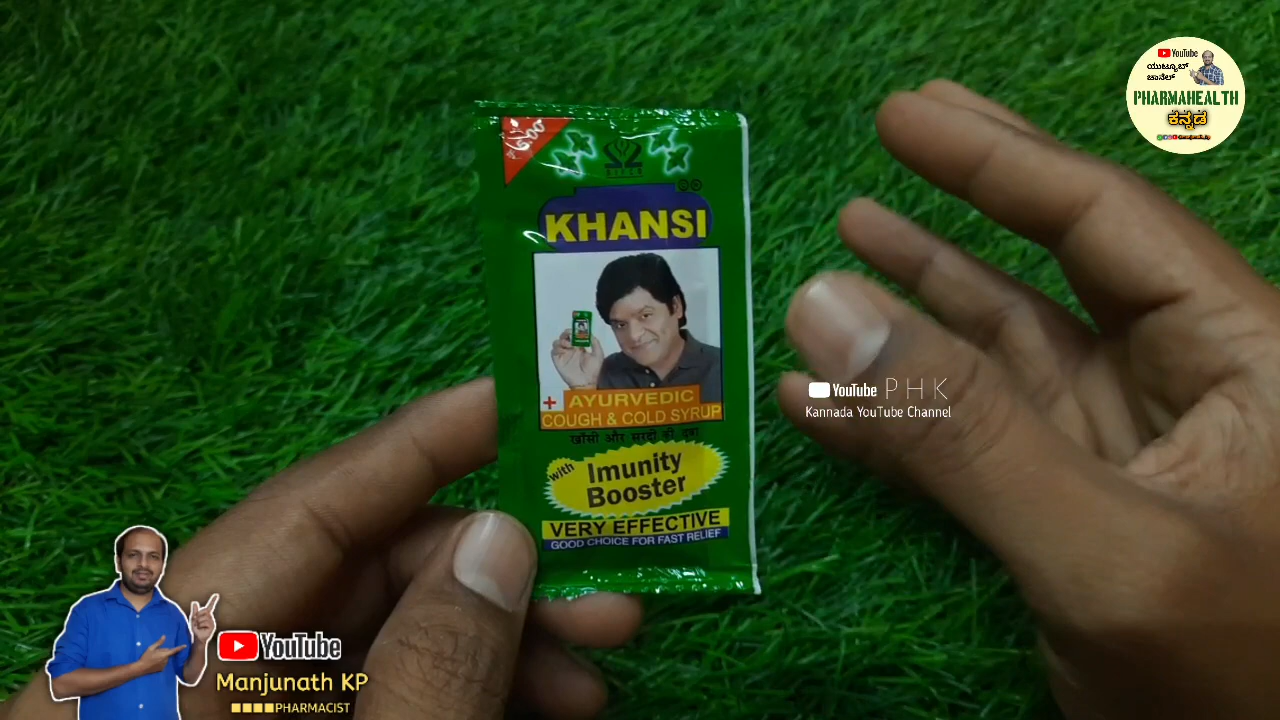 YouTube
ಯುಟ್ಯೂಬ್
ಚಾನೆಲ್
PHARMAHEALTH
ಕನ್ನಡ
KHANSI
+ AYURVEDIC
COUGH & COLD SYRUP
खाँसी और सरदी की दवा
with Imunity
Booster
VERY EFFECTIVE
GOOD CHOICE FOR FAST RELIEF
YouTube PHK
Kannada YouTube Channel
YouTube
Manjunath KP
PHARMACIST